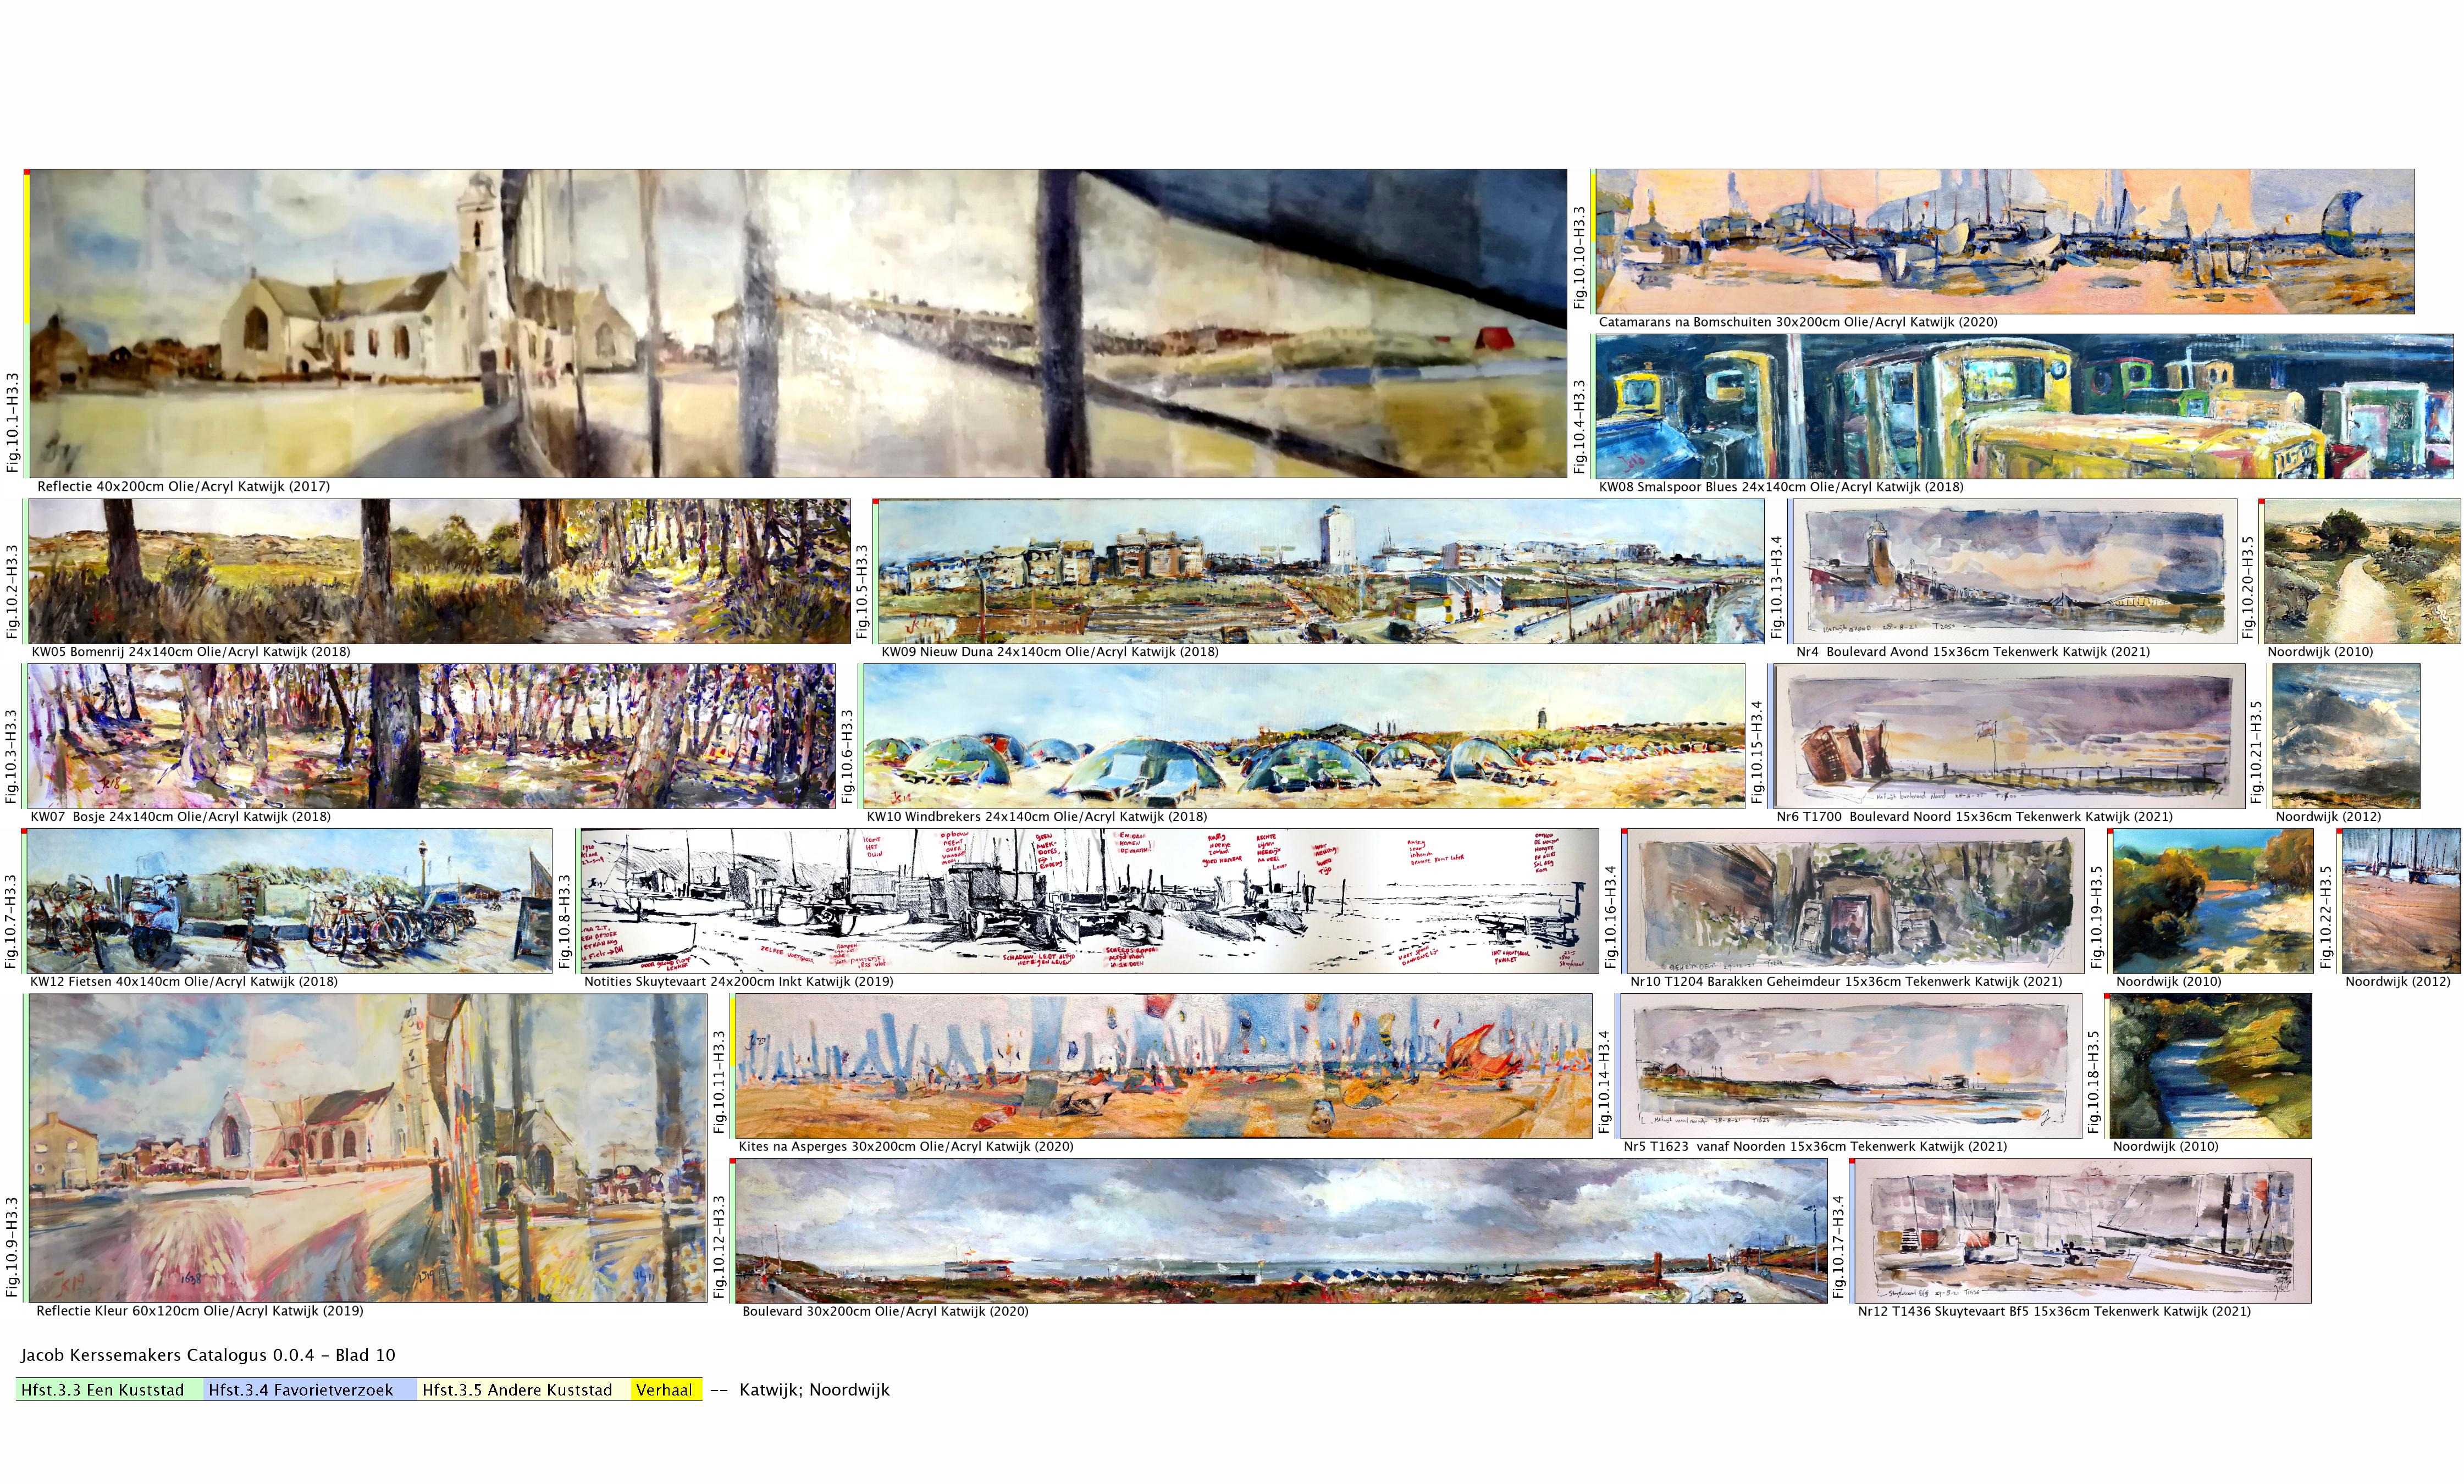 Fig.10.1-H3.3
Reflectie 40x200cm Olie/Acryl Katwijk (2017)
Fig.10.10-H3.3
Catamarans na Bomschuiten 30x200cm Olie/Acryl Katwijk (2020)
Fig.10.4-H3.3
KW08 Smalspoor Blues 24x140cm Olie/Acryl Katwijk (2018)
Fig.10.2-H3.3
KW05 Bomenrij 24x140cm Olie/Acryl Katwijk (2018)
Fig.10.5-H3.3
KW09 Nieuw Duna 24x140cm Olie/Acryl Katwijk (2018)
Fig.10.13-H3.4
Nr4 Boulevard Avond 15x36cm Tekenwerk Katwijk (2021)
Fig.10.20-H3.5
Noordwijk (2010)
Fig.10.3-H3.3
KW07 Bosje 24x140cm Olie/Acryl Katwijk (2018)
Fig.10.6-H3.3
KW10 Windbrekers 24x140cm Olie/Acryl Katwijk (2018)
Fig.10.15-H3.4
Nr6 T1700 Boulevard Noord 15x36cm Tekenwerk Katwijk (2021)
Fig.10.21-H3.5
Noordwijk (2012)
Fig.10.7-H3.3
KW12 Fietsen 40x140cm Olie/Acryl Katwijk (2018)
Fig.10.8-H3.3
Notities Skuytevaart 24x200cm Inkt Katwijk (2019)
Fig.10.16-H3.4
Nr10 T1204 Barakken Geheimdeur 15x36cm Tekenwerk Katwijk (2021)
Fig.10.19-H3.5
Noordwijk (2010)
Fig.10.22-H3.5
Noordwijk (2012)
Fig.10.9-H3.3
Reflectie Kleur 60x120cm Olie/Acryl Katwijk (2019)
Fig.10.11-H3.3
Kites na Asperges 30x200cm Olie/Acryl Katwijk (2020)
Fig.10.14-H3.4
Nr5 T1623 vanaf Noorden 15x36cm Tekenwerk Katwijk (2021)
Fig.10.18-H3.5
Noordwijk (2010)
Fig.10.12-H3.3
Boulevard 30x200cm Olie/Acryl Katwijk (2020)
Fig.10.17-H3.4
Nr12 T1436 Skuytevaart Bf5 15x36cm Tekenwerk Katwijk (2021)
Jacob Kerssemakers Catalogus 0.0.4 - Blad 10
Hfst.3.3 Een Kuststad Hfst.3.4 Favorietverzoek Hfst.3.5 Andere Kuststad Verhaal -- Katwijk; Noordwijk